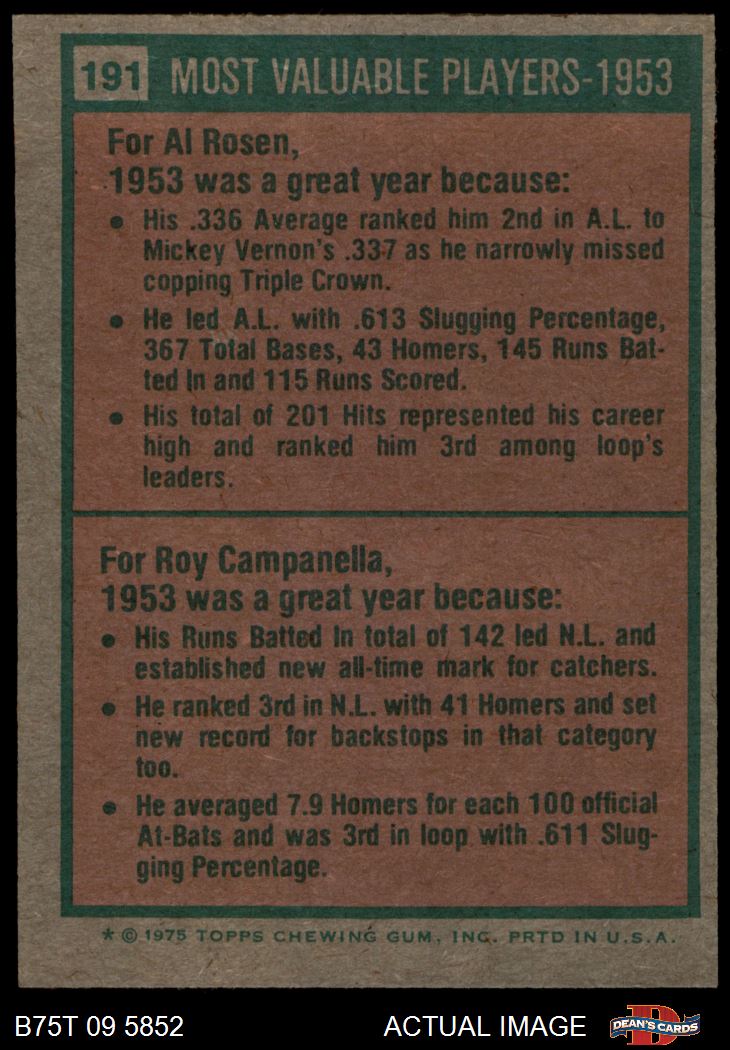 191 MOST VALUABLE PLAYERS-1953
For Al Rosen,
1953 was a great year because:
• His .336 Average ranked him 2nd in A.L. to
Mickey Vernon's .337 as he narrowly missed
copping Triple Crown.
• He led A.L. with .613 Slugging Percentage,
367 Total Bases, 43 Homers, 145 Runs Bat-
ted In and 115 Runs Scored.
• His total of 201 Hits represented his career
high and ranked him 3rd among loop's
leaders.
For Roy Campanella,
1953 was a great year because:
• His Runs Batted In total of 142 led N.L. and
established new all-time mark for catchers.
• He ranked 3rd in N.L. with 41 Homers and set
new record for backstops in that category
too.
• He averaged 7.9 Homers for each 100 official
At-Bats and was 3rd in loop with .611 Slug-
ging Percentage.
* © 1975 TOPPS CHEWING GUM, INC. PRTD IN U.S.A.
B75T 09 5852 ACTUAL IMAGE DEAN'S CARDS